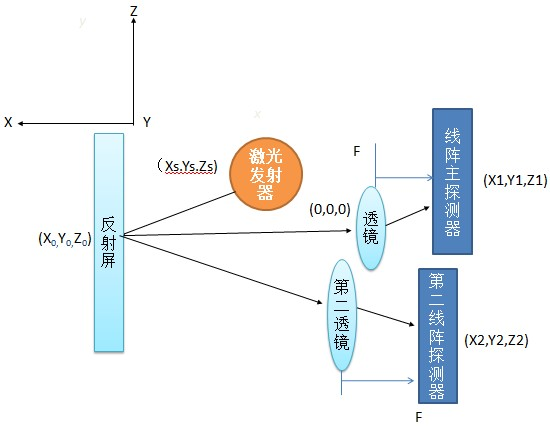 y
Z
X
Y
x
激光发射器
（Xs.Ys.Zs)
F
线阵主探测器
(X1,Y1,Z1)
(0,0,0)
透镜
反射屏
(X₀,Y₀,Z₀)
第二透镜
第二线阵探测器
(X2,Y2,Z2)
F